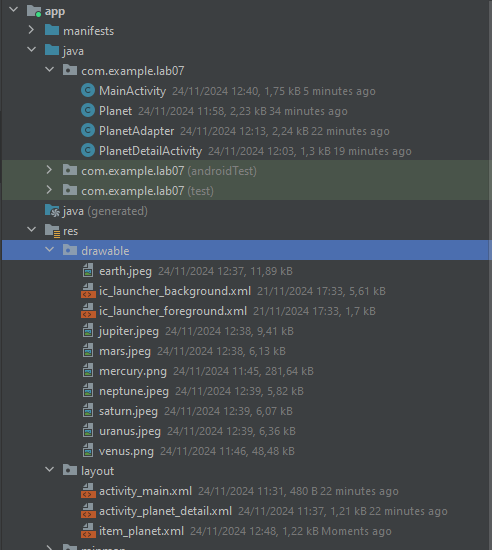 app
manifests
java
com.example.lab07
MainActivity 24/11/2024 12:40, 1,75 kB 5 minutes ago
Planet 24/11/2024 11:58, 2,23 kB 34 minutes ago
PlanetAdapter 24/11/2024 12:13, 2,24 kB 22 minutes ago
PlanetDetailActivity 24/11/2024 12:03, 1,3 kB 19 minutes ago
com.example.lab07 (androidTest)
com.example.lab07 (test)
java (generated)
res
drawable
earth.jpeg 24/11/2024 12:37, 11,89 kB
ic_launcher_background.xml 21/11/2024 17:33, 5,61 kB
ic_launcher_foreground.xml 21/11/2024 17:33, 1,7 kB
jupiter.jpeg 24/11/2024 12:38, 9,41 kB
mars.jpeg 24/11/2024 12:38, 6,13 kB
mercury.png 24/11/2024 11:45, 281,64 kB
neptune.jpeg 24/11/2024 12:39, 5,82 kB
saturn.jpeg 24/11/2024 12:39, 6,07 kB
uranus.jpeg 24/11/2024 12:39, 6,36 kB
venus.png 24/11/2024 11:46, 48,48 kB
layout
activity_main.xml 24/11/2024 11:31, 480 B 22 minutes ago
activity_planet_detail.xml 24/11/2024 11:37, 1,21 kB 22 minutes ago
item_planet.xml 24/11/2024 12:48, 1,22 kB Moments ago